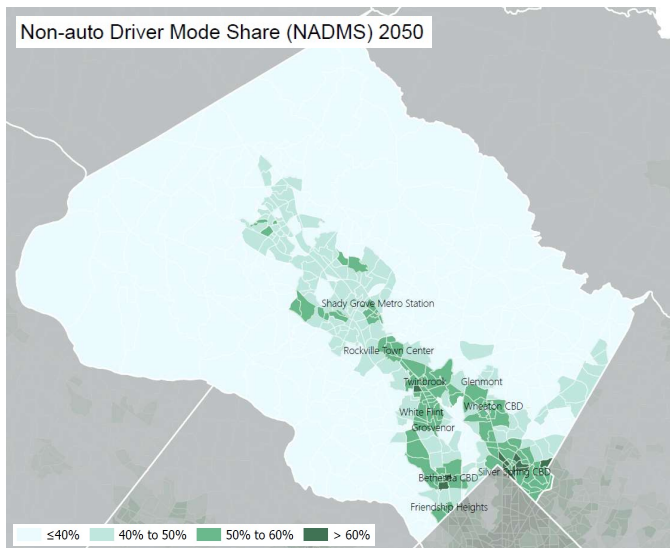 Non-auto Driver Mode Share (NADMS) 2050
Shady Grove Metro Station
Rockville Town Center
Twinbrook
Glenmont
White Flint
Wheaton CBD
Grosvenor
Bethesda CBD
Silver Spring CBD
Friendship Heights
≤40% 40% to 50% 50% to 60% > 60%